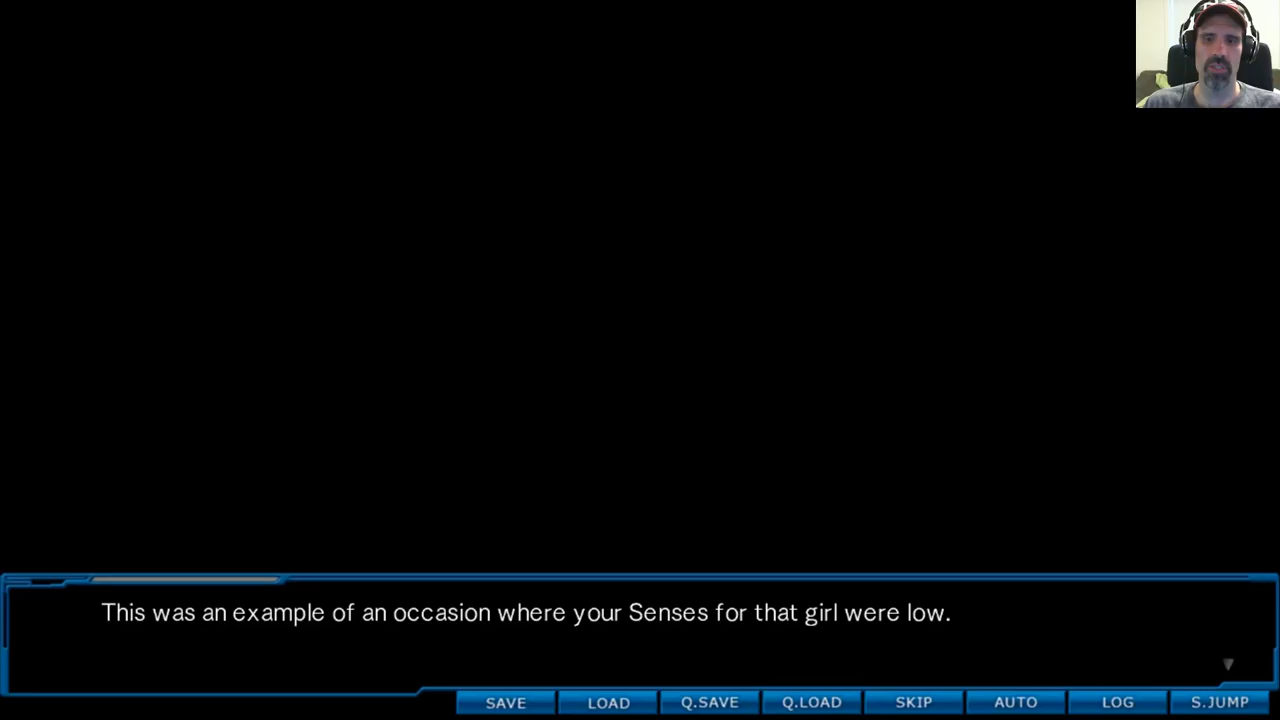 This was an example of an occasion where your Senses for that girl were low.
SAVE LOAD Q.SAVE Q.LOAD SKIP AUTO LOG S.JUMP